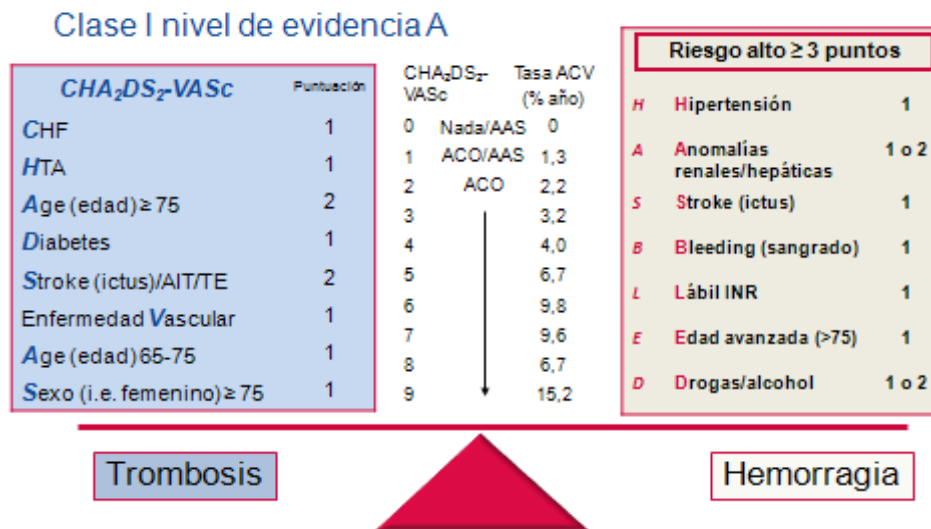 Clase I nivel de evidencia A
CHA₂DS₂-VASc Puntuación
CHF 1
HTA 1
Age (edad) ≥ 75 2
Diabetes 1
Stroke (ictus)/AIT/TE 2
Enfermedad Vascular 1
Age (edad) 65-75 1
Sexo (i.e. femenino) ≥ 75 1
CHA₂DS₂- Tasa ACV
VASc (% año)
0 Nada/AAS 0
1 ACO/AAS 1,3
2 ACO 2,2
3 3,2
4 4,0
5 6,7
6 9,8
7 9,6
8 6,7
9 15,2
Riesgo alto ≥ 3 puntos
H Hipertensión 1
A Anomalías 1 o 2
renales/hepáticas
S Stroke (ictus) 1
B Bleeding (sangrado) 1
L Lábil INR 1
E Edad avanzada (>75) 1
D Drogas/alcohol 1 o 2
Trombosis
Hemorragia